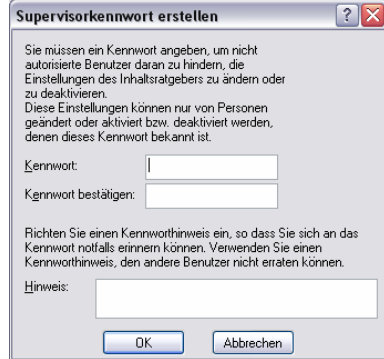 Supervisorkennwort erstellen
Sie müssen ein Kennwort angeben, um nicht
autorisierte Benutzer daran zu hindern, die
Einstellungen des Inhaltsratgebers zu ändern oder
zu deaktivieren.
Diese Einstellungen können nur von Personen
geändert oder aktiviert bzw. deaktiviert werden,
denen dieses Kennwort bekannt ist.
Kennwort:
Kennwort bestätigen:
Richten Sie einen Kennworthinweis ein, so dass Sie sich an das
Kennwort notfalls erinnern können. Verwenden Sie einen
Kennworthinweis, den andere Benutzer nicht erraten können.
Hinweis:
OK Abbrechen